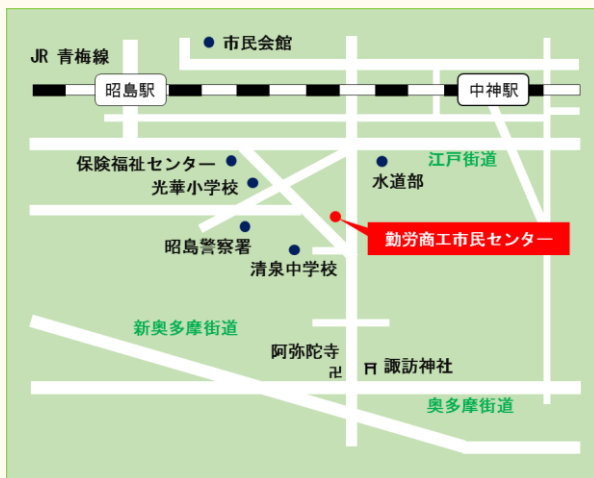 市民会館
JR 青梅線
昭島駅
中神駅
保険福祉センター
江戸街道
光華小学校
水道部
勤労商工市民センター
昭島警察署
清泉中学校
新奥多摩街道
阿弥陀寺
卍
諏訪神社
奥多摩街道